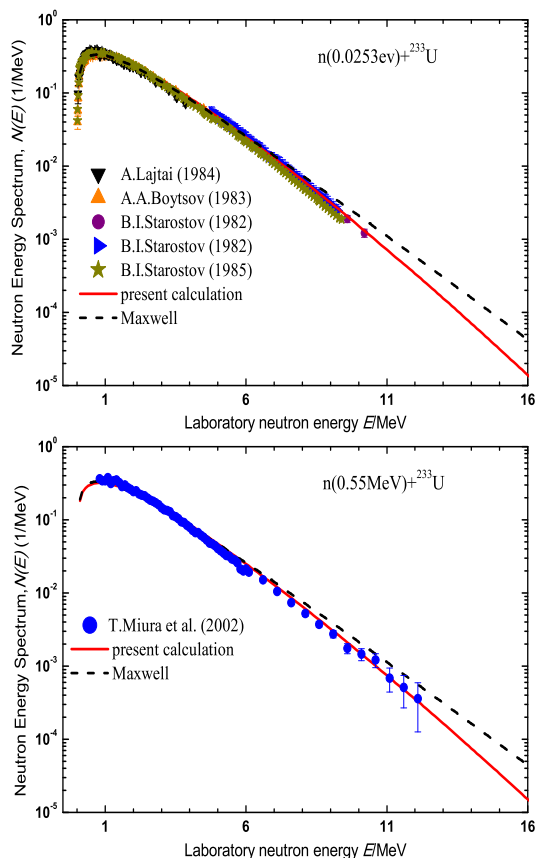 10^0
n(0.0253ev)+^233U
10^-1
10^-2
10^-3
10^-4
10^-5
Neutron Energy Spectrum, N(E) (1/MeV)
A.Lajtai (1984)
A.A.Boytsov (1983)
B.I.Starostov (1982)
B.I.Starostov (1982)
B.I.Starostov (1985)
present calculation
Maxwell
1 6 11 16
Laboratory neutron energy E/MeV
10^0
n(0.55MeV)+^233U
10^-1
10^-2
10^-3
10^-4
10^-5
Neutron Energy Spectrum,N(E) (1/MeV)
T.Miura et al. (2002)
present calculation
Maxwell
1 6 11 16
Laboratory neutron energy E/MeV